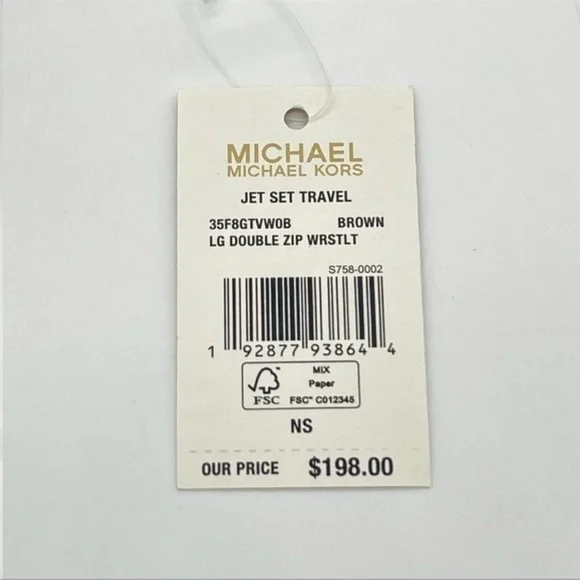 MICHAEL
MICHAEL KORS
JET SET TRAVEL
35F8GTVW0B BROWN
LG DOUBLE ZIP WRSTLT
S758-0002
1 92877 93864 4
FSC
MIX
Paper
FSC™ C012345
NS
OUR PRICE $198.00